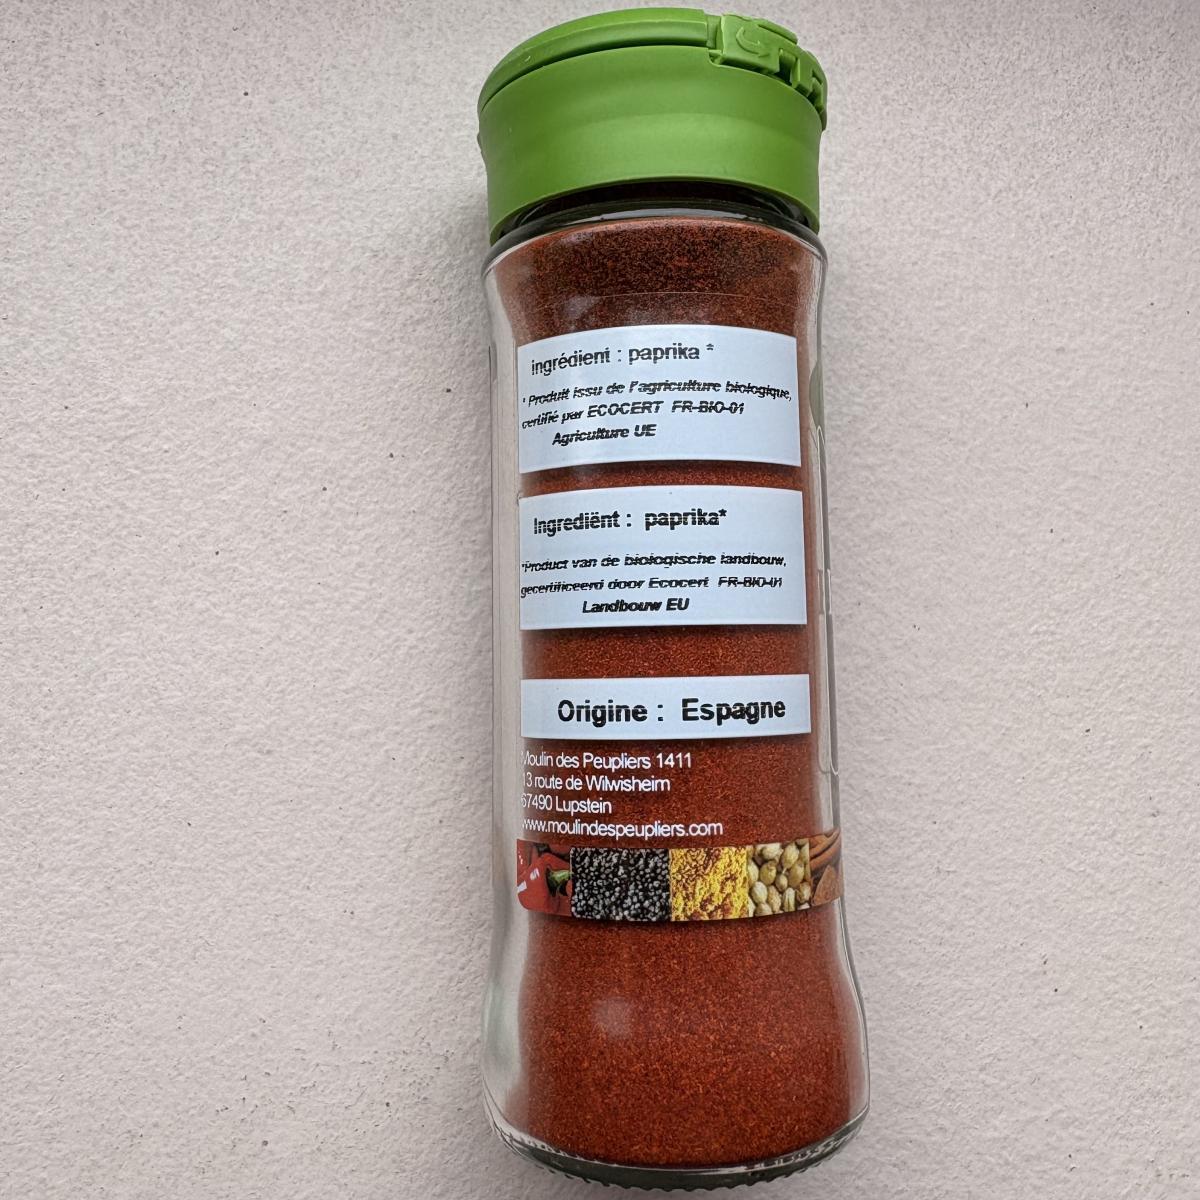 Ingrédient : paprika *
* Produit issu de l'agriculture biologique,
certifié par ECOCERT FR-BIO-01
Agriculture UE
Ingrediënt : paprika*
*Product van de biologische landbouw,
gecertificeerd door Ecocert FR-BIO-01
Landbouw EU
Origine : Espagne
Moulin des Peupliers 1411
13 route de Wilwisheim
67490 Lupstein
www.moulindespeupliers.com